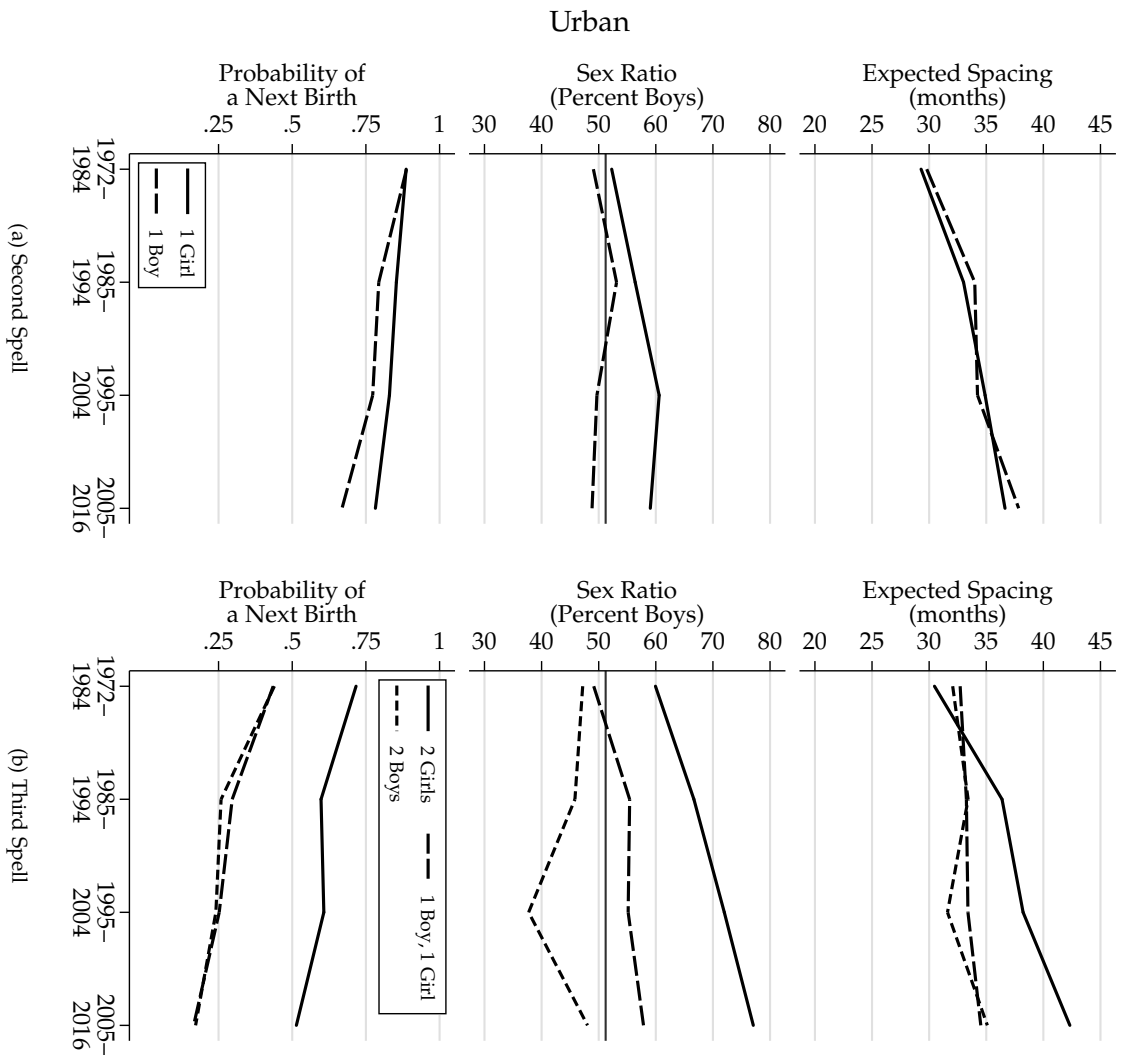 Urban
Probability of
a Next Birth
.25 .5 .75 1
Sex Ratio
(Percent Boys)
30 40 50 60 70 80
Expected Spacing
(months)
20 25 30 35 40 45
1972–
1984
1985–
1994
1995–
2004
2005–
2016
1 Girl
1 Boy
(a) Second Spell
Probability of
a Next Birth
.25 .5 .75 1
Sex Ratio
(Percent Boys)
30 40 50 60 70 80
Expected Spacing
(months)
20 25 30 35 40 45
1972–
1984
1985–
1994
1995–
2004
2005–
2016
2 Girls 1 Boy, 1 Girl
2 Boys
(b) Third Spell